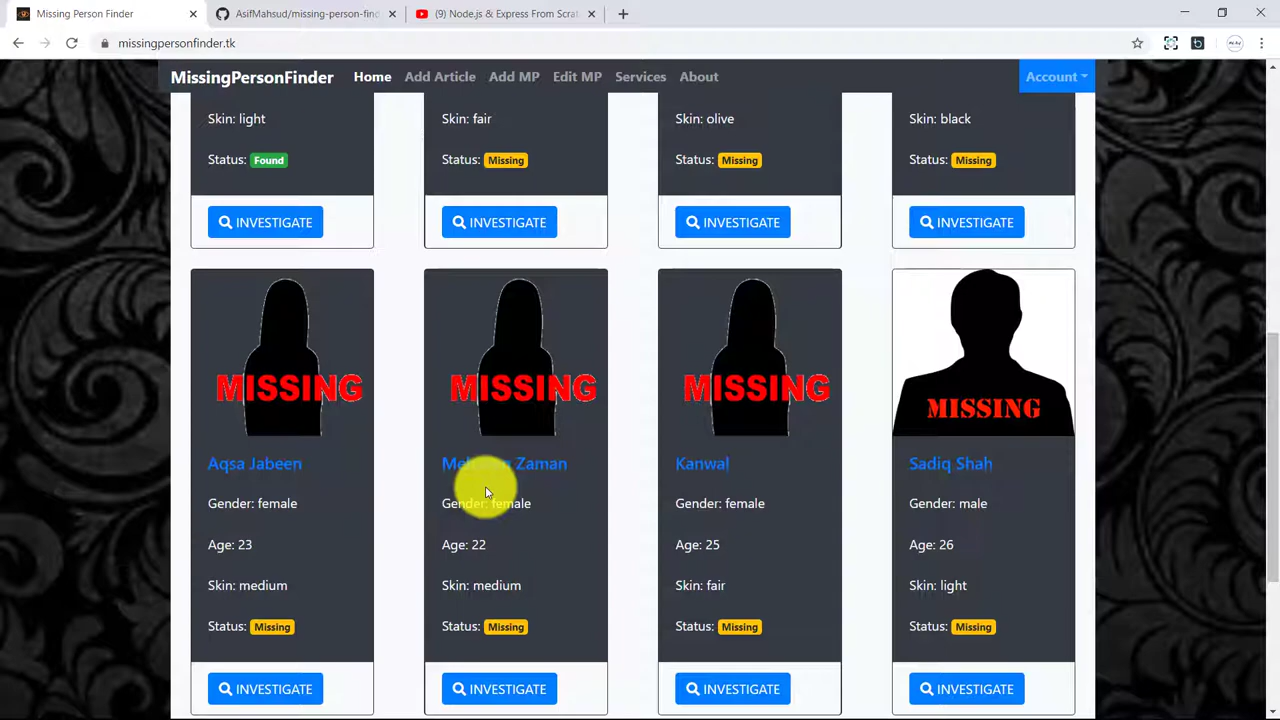 Missing Person Finder
AsifMahsud/missing-person-find
(9) Node.js & Express From Scrat
missingpersonfinder.tk
MissingPersonFinder Home Add Article Add MP Edit MP Services About Account
Skin: light Skin: fair Skin: olive Skin: black
Status: Found Status: Missing Status: Missing Status: Missing
INVESTIGATE INVESTIGATE INVESTIGATE INVESTIGATE
MISSING MISSING MISSING MISSING
Aqsa Jabeen Zaman Kanwal Sadiq Shah
Gender: female Gender: female Gender: female Gender: male
Age: 23 Age: 22 Age: 25 Age: 26
Skin: medium Skin: medium Skin: fair Skin: light
Status: Missing Status: Missing Status: Missing Status: Missing
INVESTIGATE INVESTIGATE INVESTIGATE INVESTIGATE